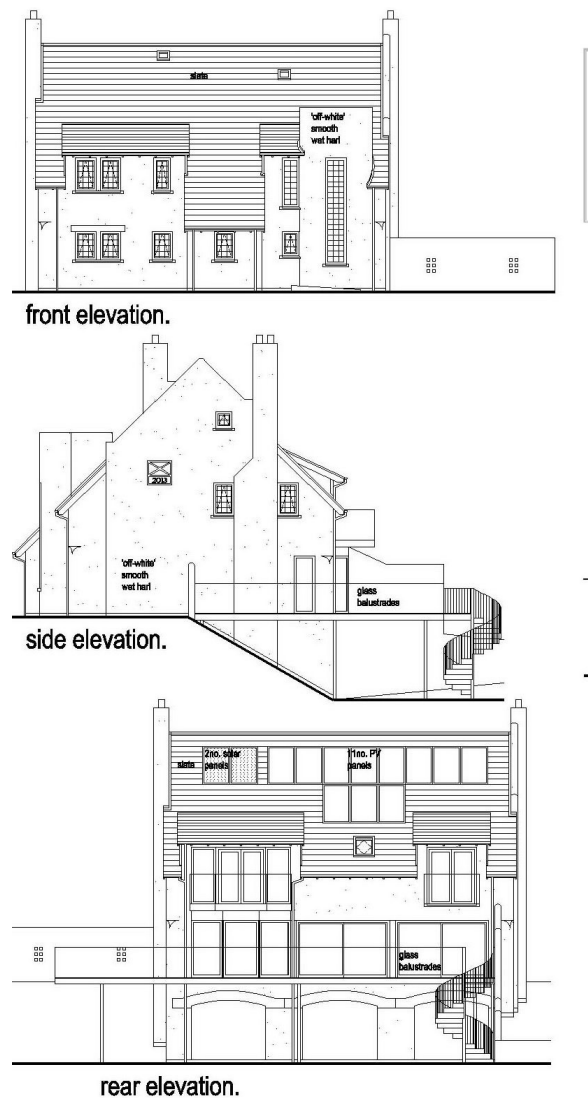 slate
'off-white'
smooth
wet harl
front elevation.
2013
'off-white'
smooth
wet harl
glass
balustrades
side elevation.
2no. solar
panels
11no. PV
panels
slate
glass
balustrades
rear elevation.